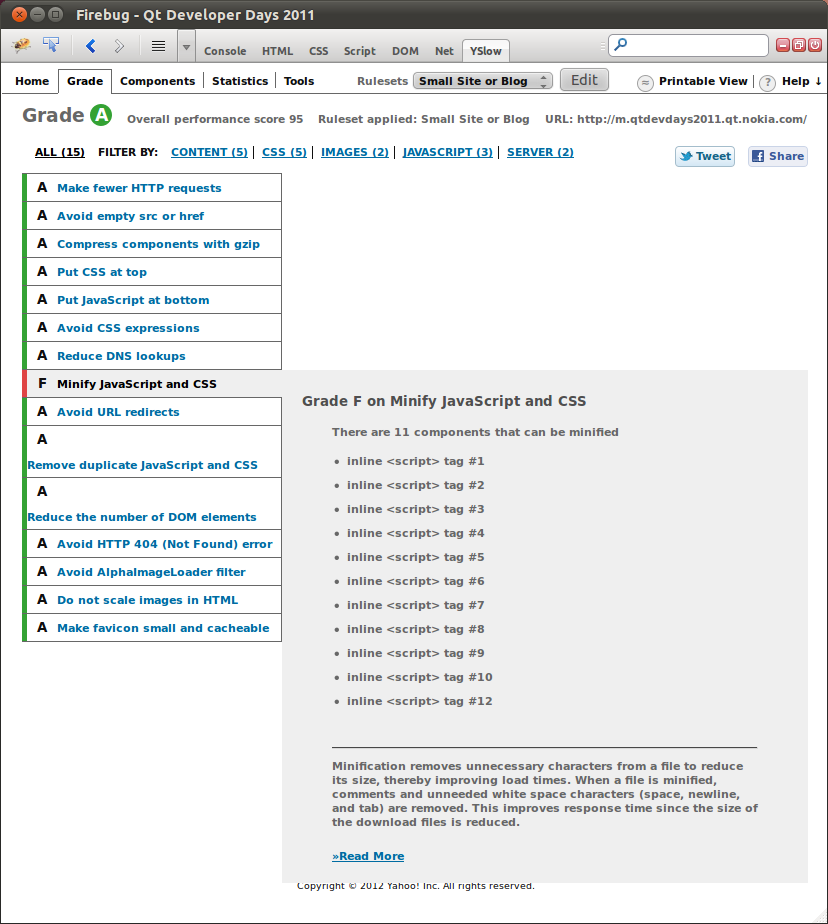 Firebug - Qt Developer Days 2011
Console HTML CSS Script DOM Net YSlow
Home Grade Components Statistics Tools Rulesets Small Site or Blog Edit Printable View ? Help ↓
Grade A Overall performance score 95 Ruleset applied: Small Site or Blog URL: http://m.qtdevdays2011.qt.nokia.com/
ALL (15) FILTER BY: CONTENT (5) CSS (5) IMAGES (2) JAVASCRIPT (3) SERVER (2)
Tweet Share
A Make fewer HTTP requests
A Avoid empty src or href
A Compress components with gzip
A Put CSS at top
A Put JavaScript at bottom
A Avoid CSS expressions
A Reduce DNS lookups
F Minify JavaScript and CSS
A Avoid URL redirects
A
Remove duplicate JavaScript and CSS
A
Reduce the number of DOM elements
A Avoid HTTP 404 (Not Found) error
A Avoid AlphaImageLoader filter
A Do not scale images in HTML
A Make favicon small and cacheable
Grade F on Minify JavaScript and CSS
There are 11 components that can be minified
• inline <script> tag #1
• inline <script> tag #2
• inline <script> tag #3
• inline <script> tag #4
• inline <script> tag #5
• inline <script> tag #6
• inline <script> tag #7
• inline <script> tag #8
• inline <script> tag #9
• inline <script> tag #10
• inline <script> tag #12
Minification removes unnecessary characters from a file to reduce
its size, thereby improving load times. When a file is minified,
comments and unneeded white space characters (space, newline,
and tab) are removed. This improves response time since the size of
the download files is reduced.
»Read More
Copyright © 2012 Yahoo! Inc. All rights reserved.